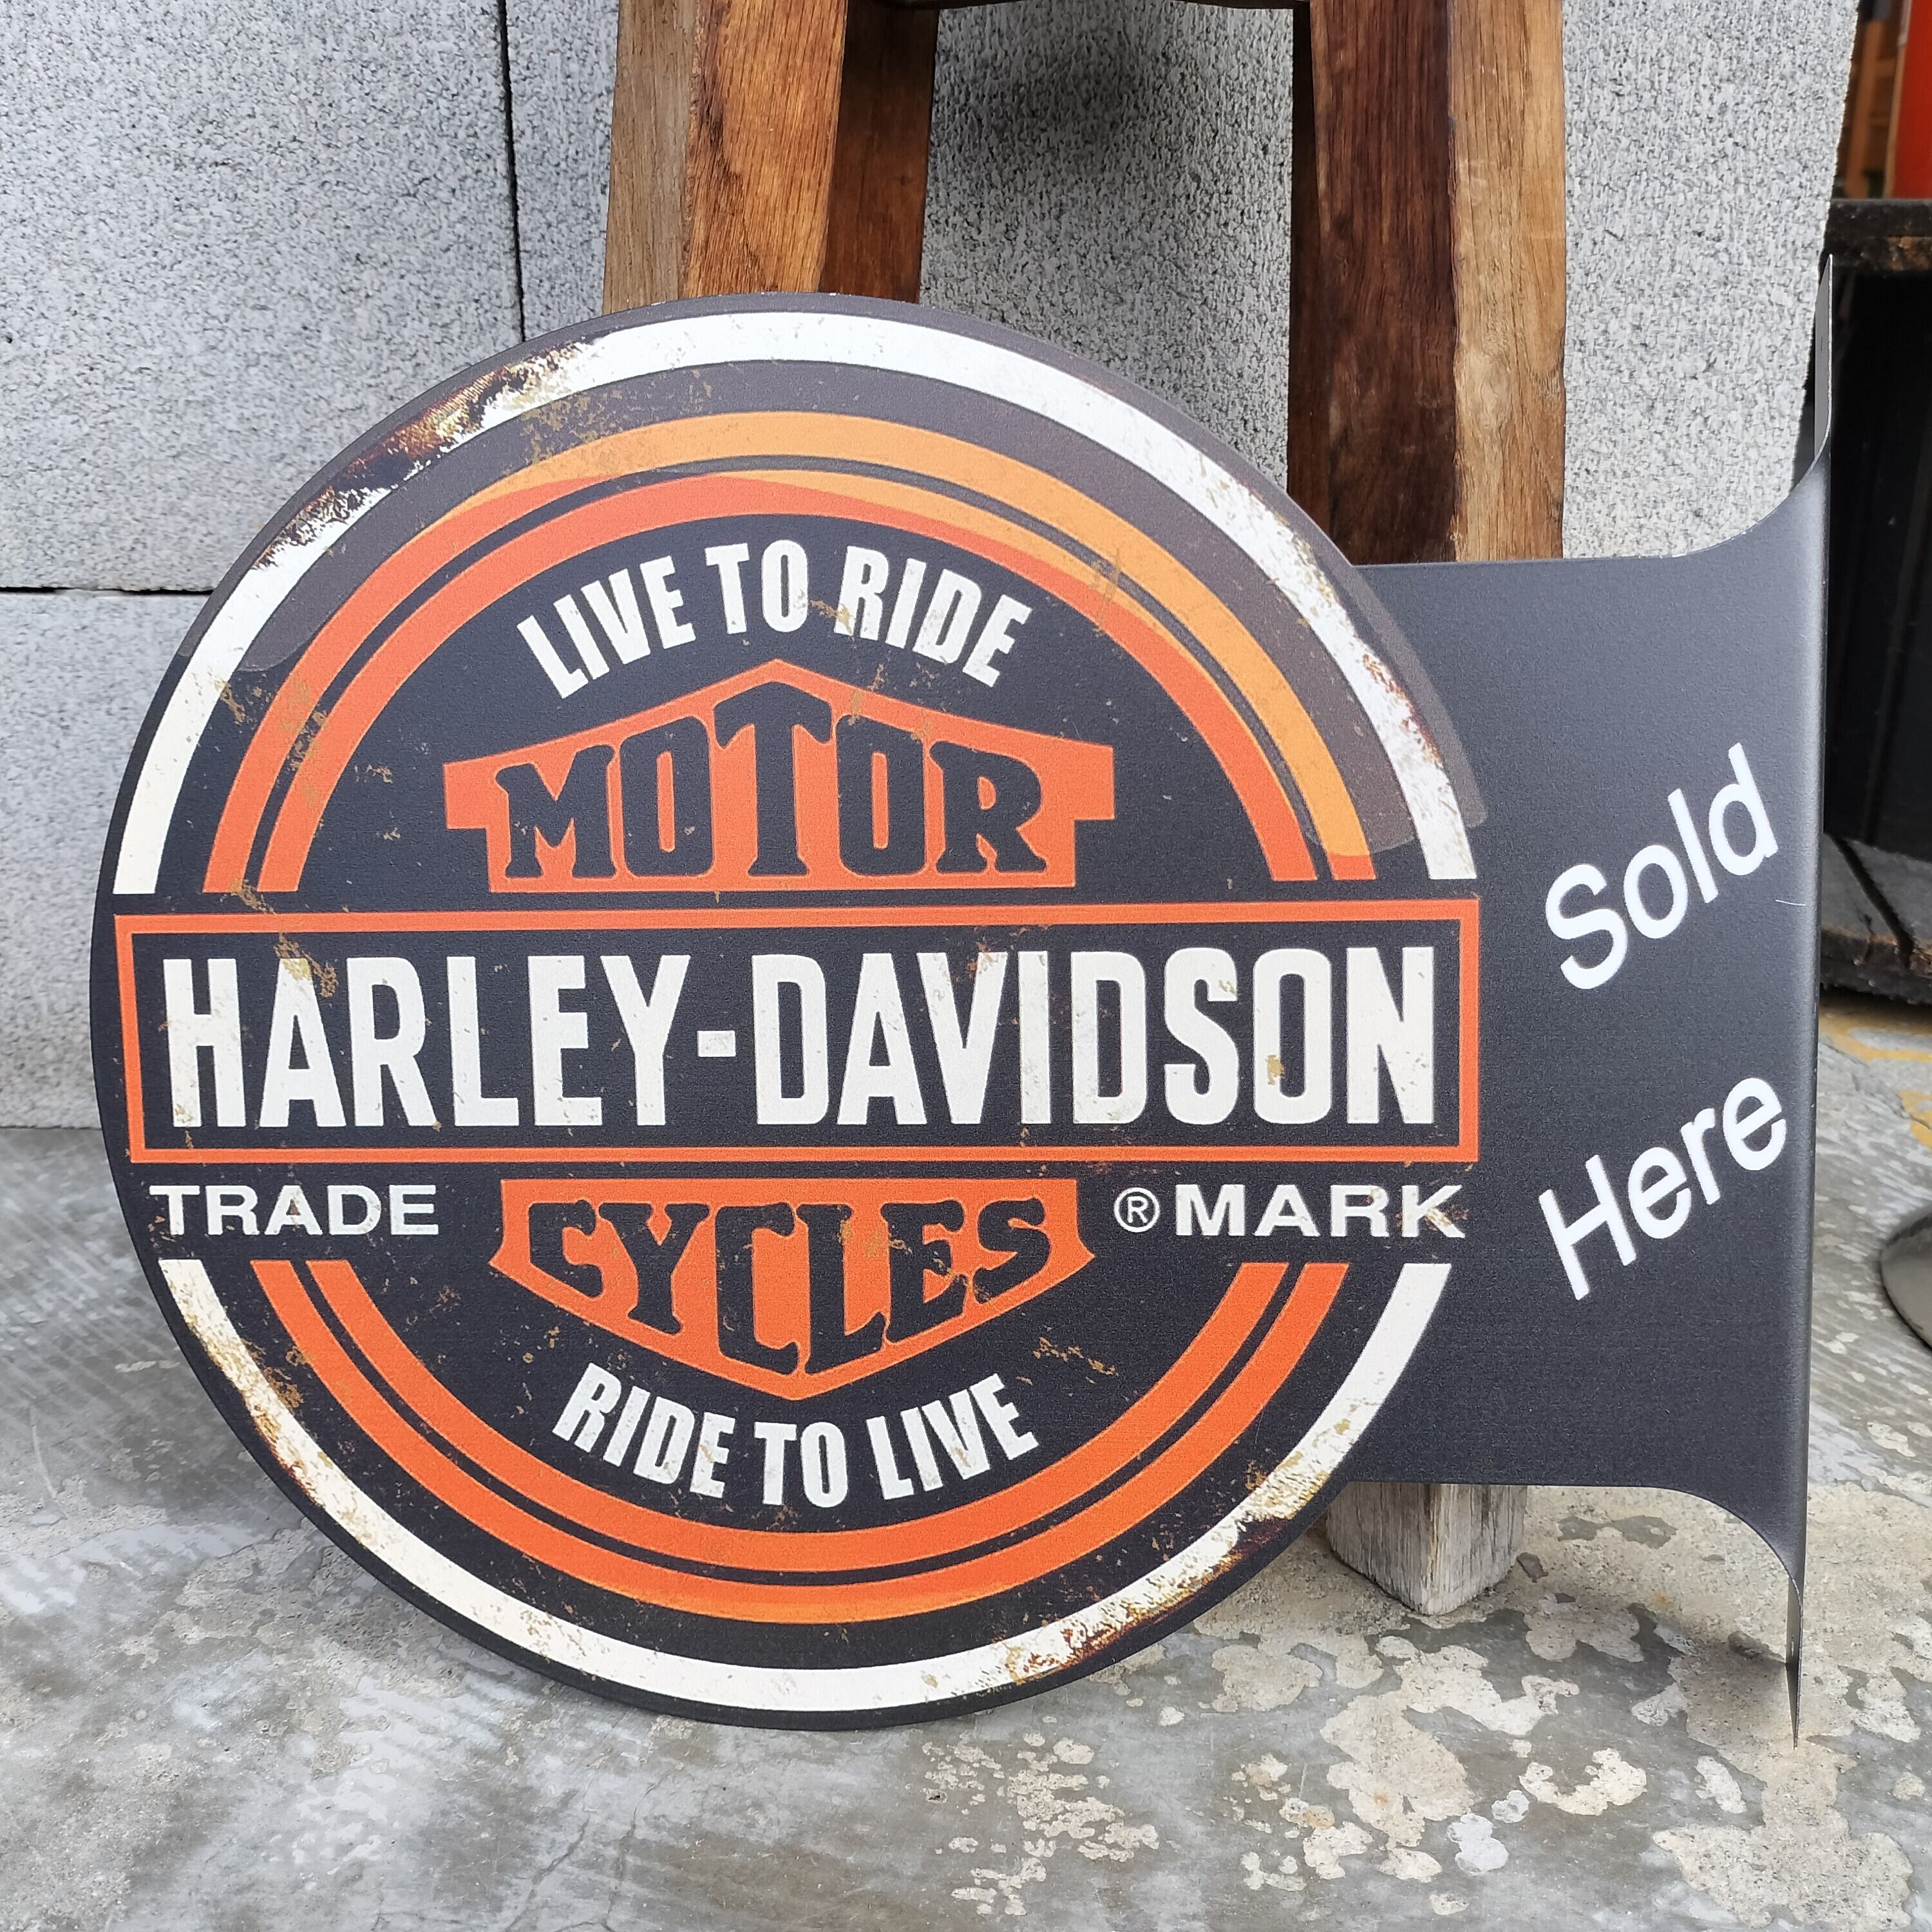 LIVE TO RIDE
MOTOR
HARLEY-DAVIDSON
TRADE CYCLES ® MARK
RIDE TO LIVE
Sold
Here